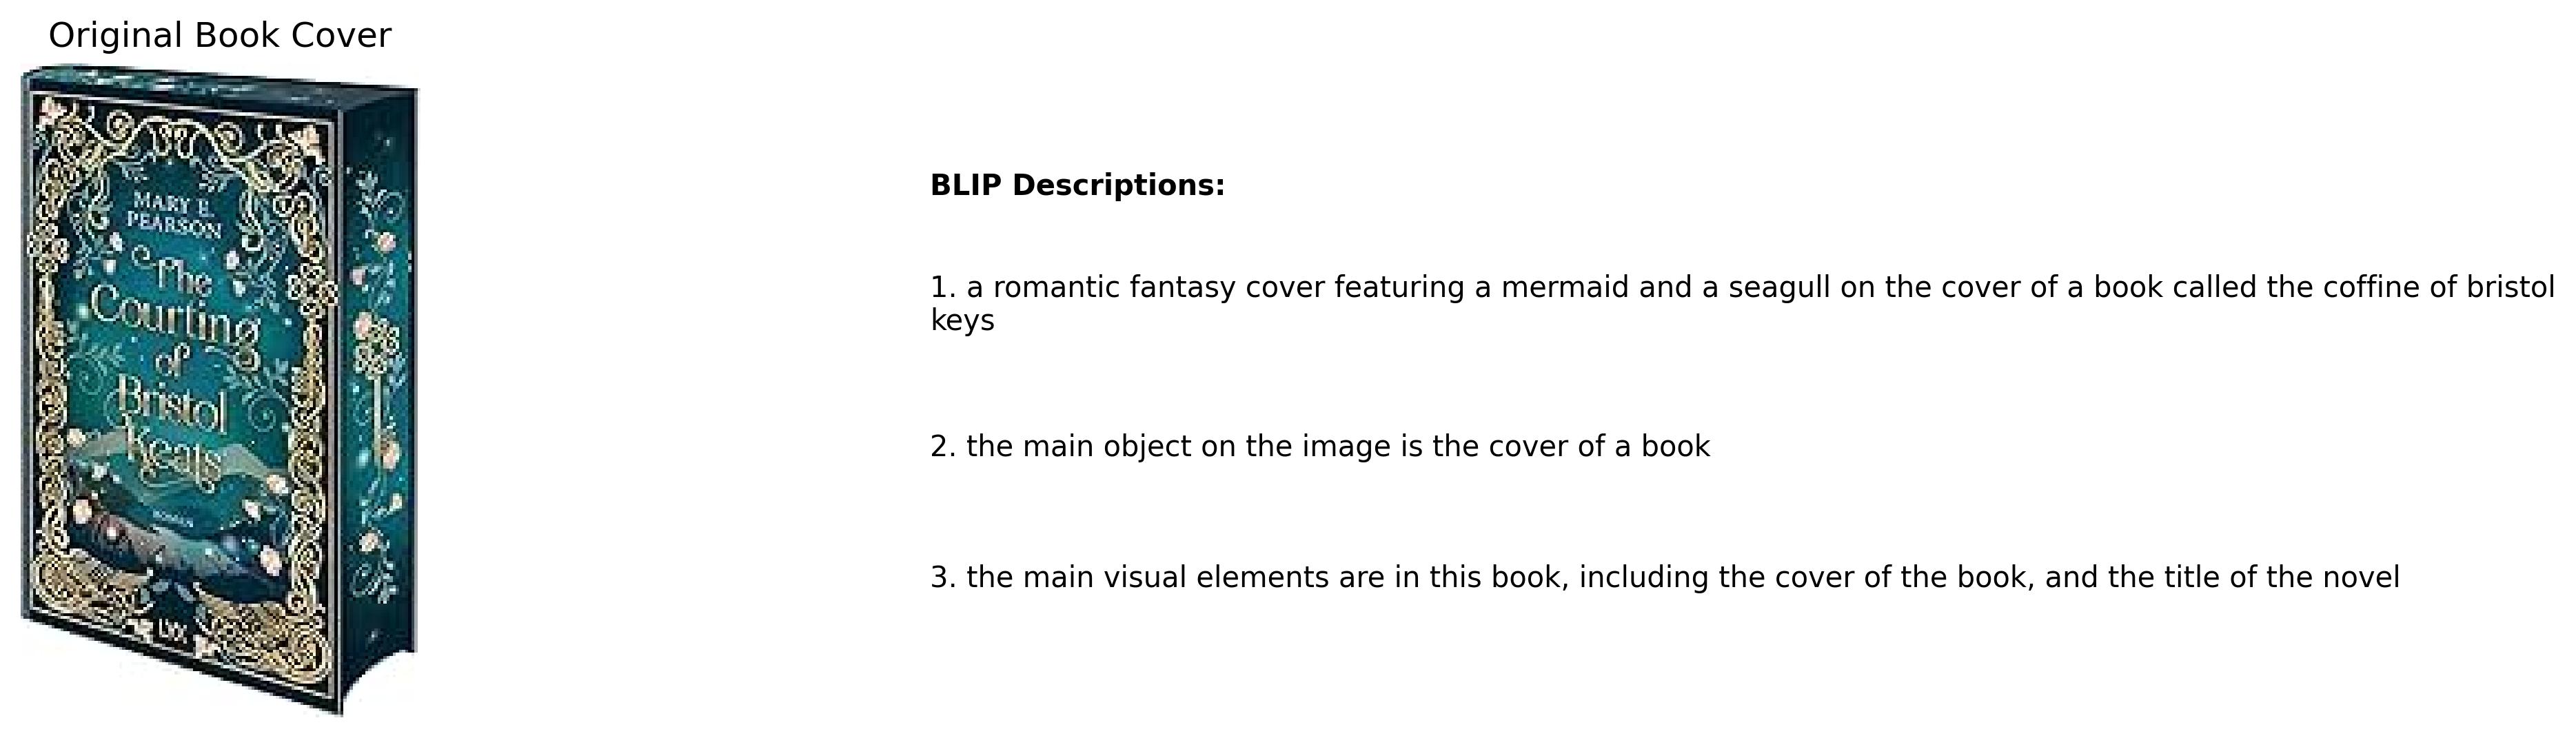 Original Book Cover
MARY E.
PEARSON
The
Courting
of
Bristol
Keats
ROMAN
LYX
BLIP Descriptions:
1. a romantic fantasy cover featuring a mermaid and a seagull on the cover of a book called the coffine of bristol
keys
2. the main object on the image is the cover of a book
3. the main visual elements are in this book, including the cover of the book, and the title of the novel